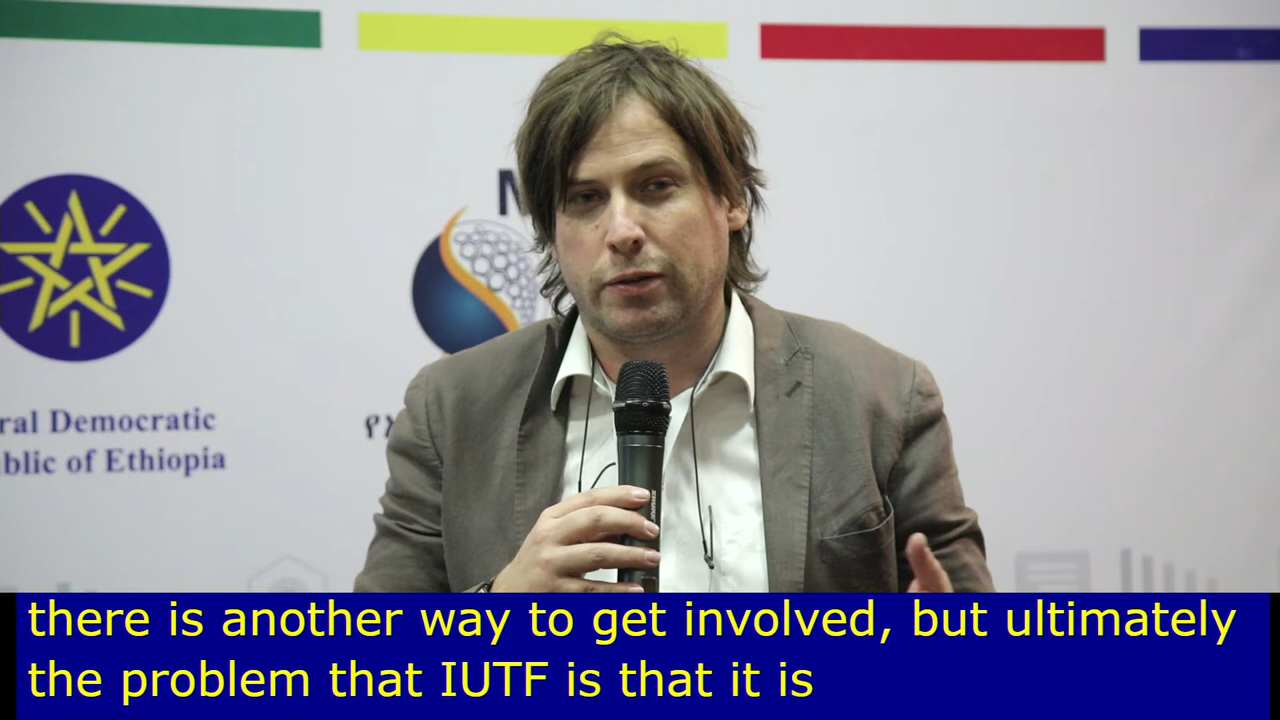 ral Democratic
blic of Ethiopia
there is another way to get involved, but ultimately
the problem that IUTF is that it is